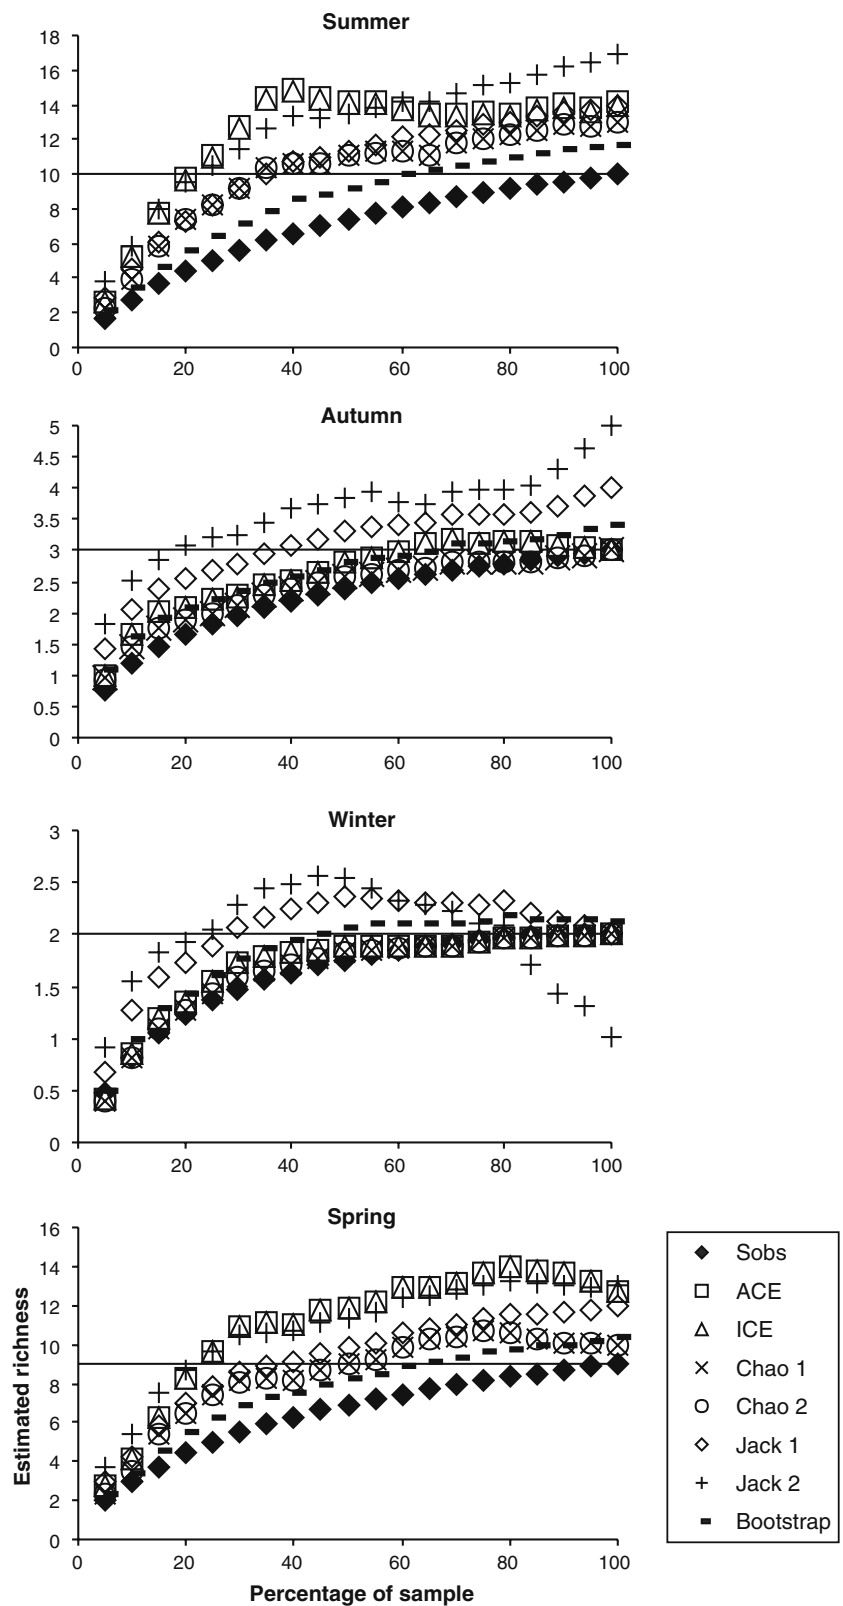 Summer
18
16
14
12
10
8
6
4
2
0
0 20 40 60 80 100
Autumn
5
4.5
4
3.5
3
2.5
2
1.5
1
0.5
0
0 20 40 60 80 100
Winter
3
2.5
2
1.5
1
0.5
0
0 20 40 60 80 100
Spring
16
14
12
10
8
6
4
2
0
0 20 40 60 80 100
Estimated richness
Percentage of sample
Sobs
ACE
ICE
Chao 1
Chao 2
Jack 1
Jack 2
Bootstrap